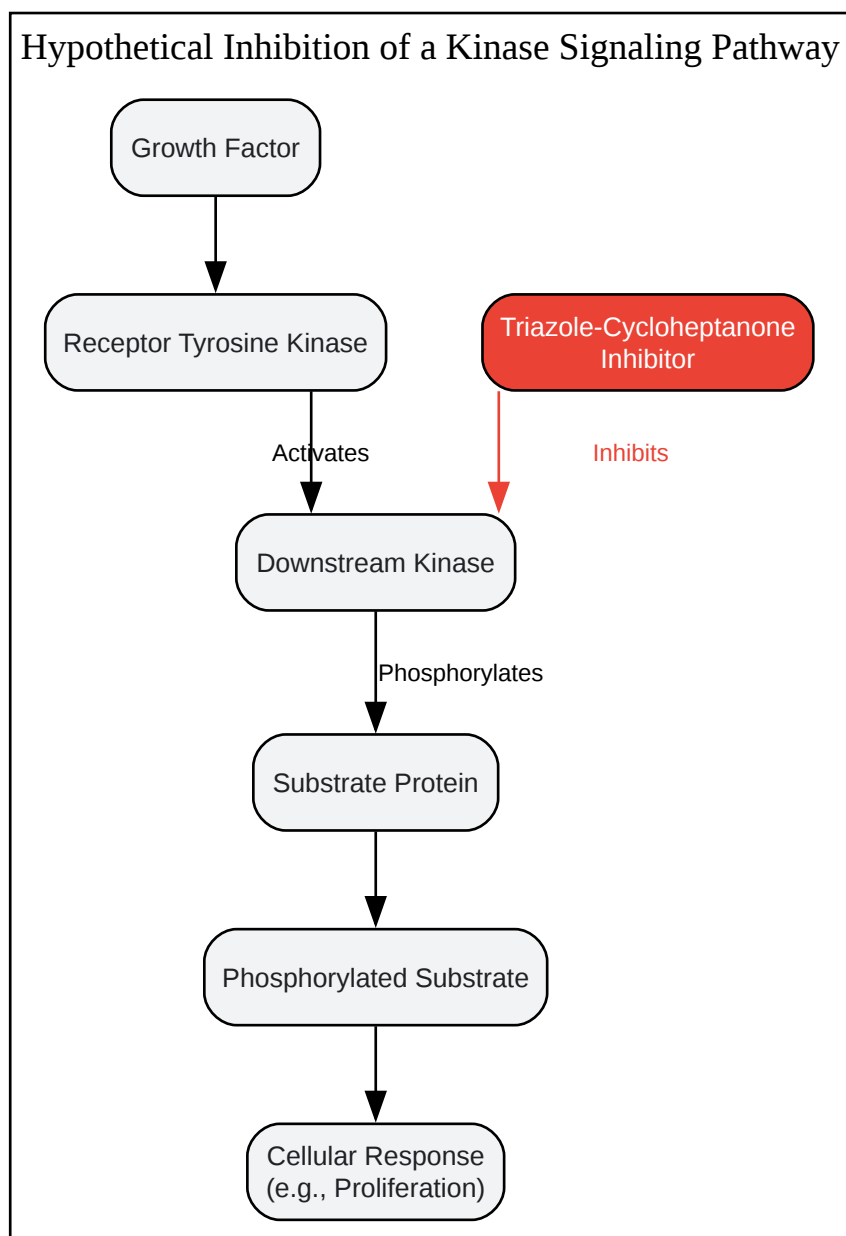 Hypothetical Inhibition of a Kinase Signaling Pathway
Growth Factor
Receptor Tyrosine Kinase
Triazole-Cycloheptanone
Inhibitor
Activates
Inhibits
Downstream Kinase
Phosphorylates
Substrate Protein
Phosphorylated Substrate
Cellular Response
(e.g., Proliferation)